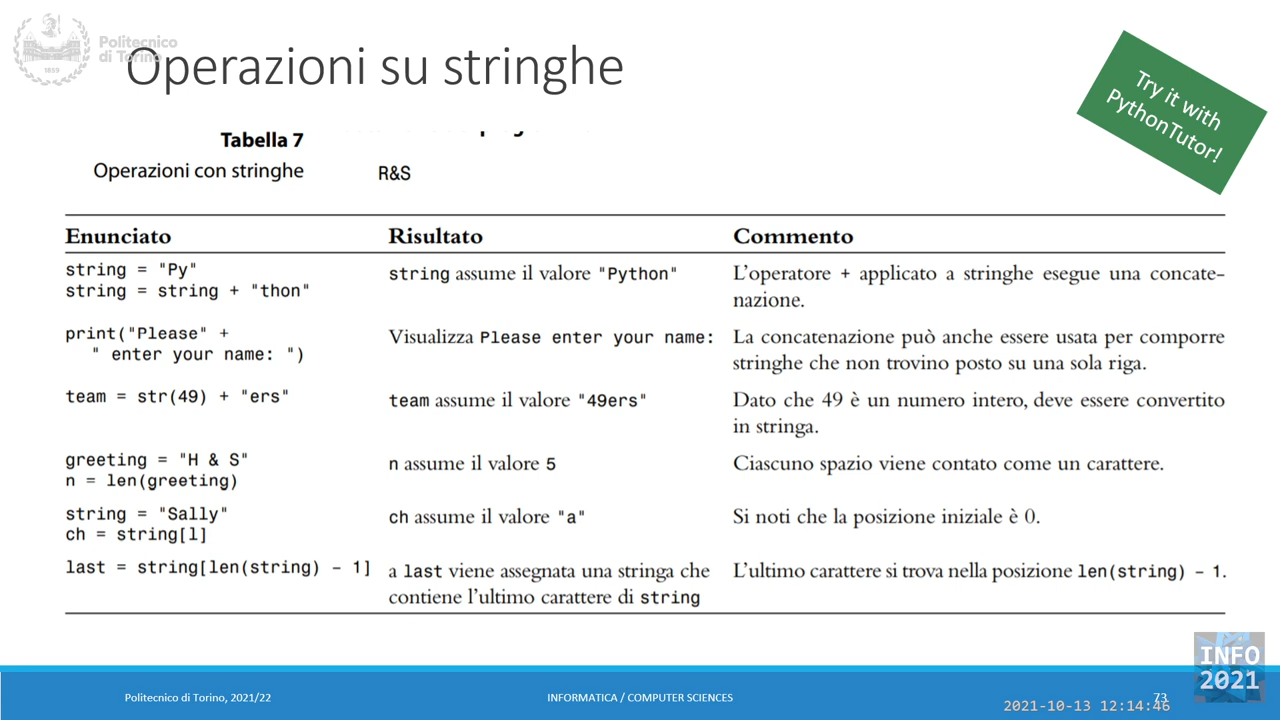 Politecnico
di Torino
1859
Operazioni su stringhe
Try it with
PythonTutor!
Tabella 7
Operazioni con stringhe
R&S
Enunciato Risultato Commento
string = "Py"
string = string + "thon"
string assume il valore "Python"
L'operatore + applicato a stringhe esegue una concate-
nazione.
print("Please" +
" enter your name: ")
Visualizza Please enter your name:
La concatenazione può anche essere usata per comporre
stringhe che non trovino posto su una sola riga.
team = str(49) + "ers"
team assume il valore "49ers"
Dato che 49 è un numero intero, deve essere convertito
in stringa.
greeting = "H & S"
n = len(greeting)
n assume il valore 5
Ciascuno spazio viene contato come un carattere.
string = "Sally"
ch = string[l]
ch assume il valore "a"
Si noti che la posizione iniziale è 0.
last = string[len(string) - 1]
a last viene assegnata una stringa che
contiene l'ultimo carattere di string
L'ultimo carattere si trova nella posizione len(string) - 1.
INFO
2021
Politecnico di Torino, 2021/22
INFORMATICA / COMPUTER SCIENCES
73
2021-10-13 12:14:46